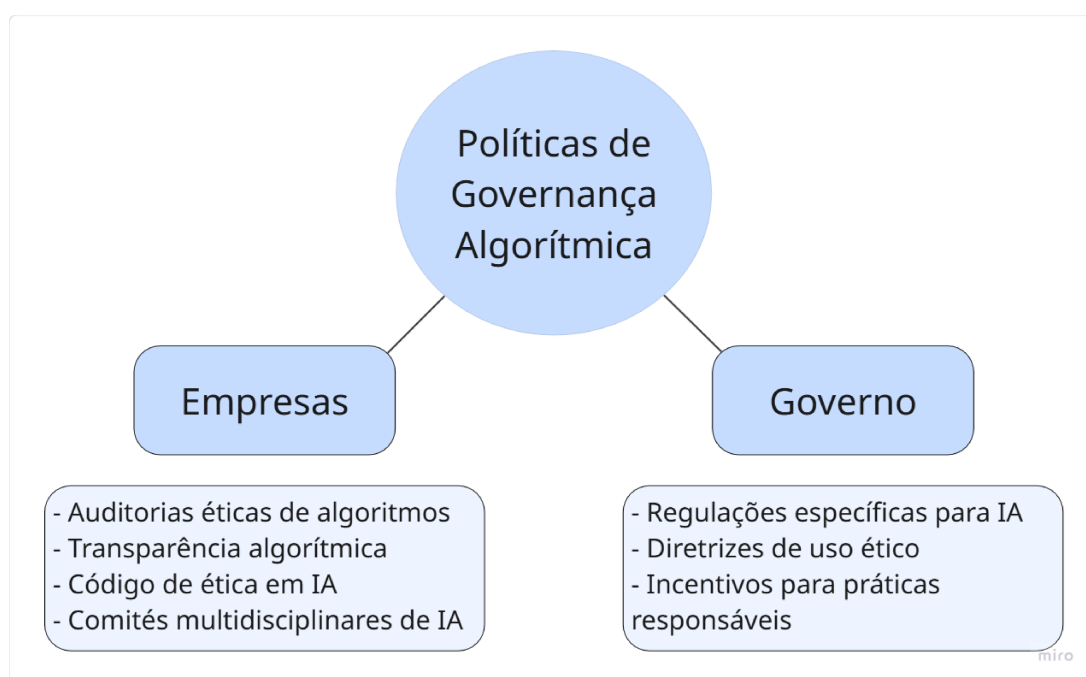 Políticas de
Governança
Algorítmica
Empresas
- Auditorias éticas de algoritmos
- Transparência algorítmica
- Código de ética em IA
- Comités multidisciplinares de IA
Governo
- Regulações específicas para IA
- Diretrizes de uso ético
- Incentivos para práticas
responsáveis
miro